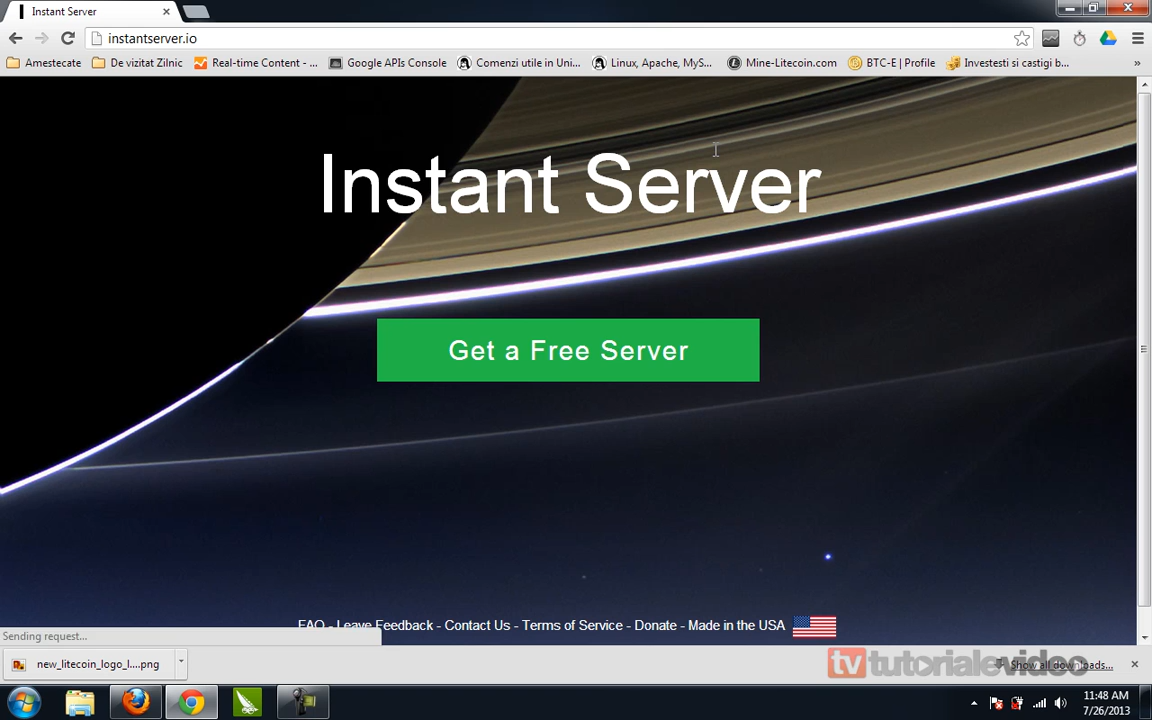 Instant Server
instantserver.io
Amestecate
De vizitat Zilnic
Real-time Content - ...
Google APIs Console
Comenzi utile in Uni...
Linux, Apache, MyS...
Mine-Litecoin.com
BTC-E | Profile
Investesti si castigi b...
»
Instant Server
Get a Free Server
FAQ - Leave Feedback - Contact Us - Terms of Service - Donate - Made in the USA
Sending request...
new_litecoin_logo_l....png
Show all downloads...
tv tutorialevideo
11:48 AM
7/26/2013